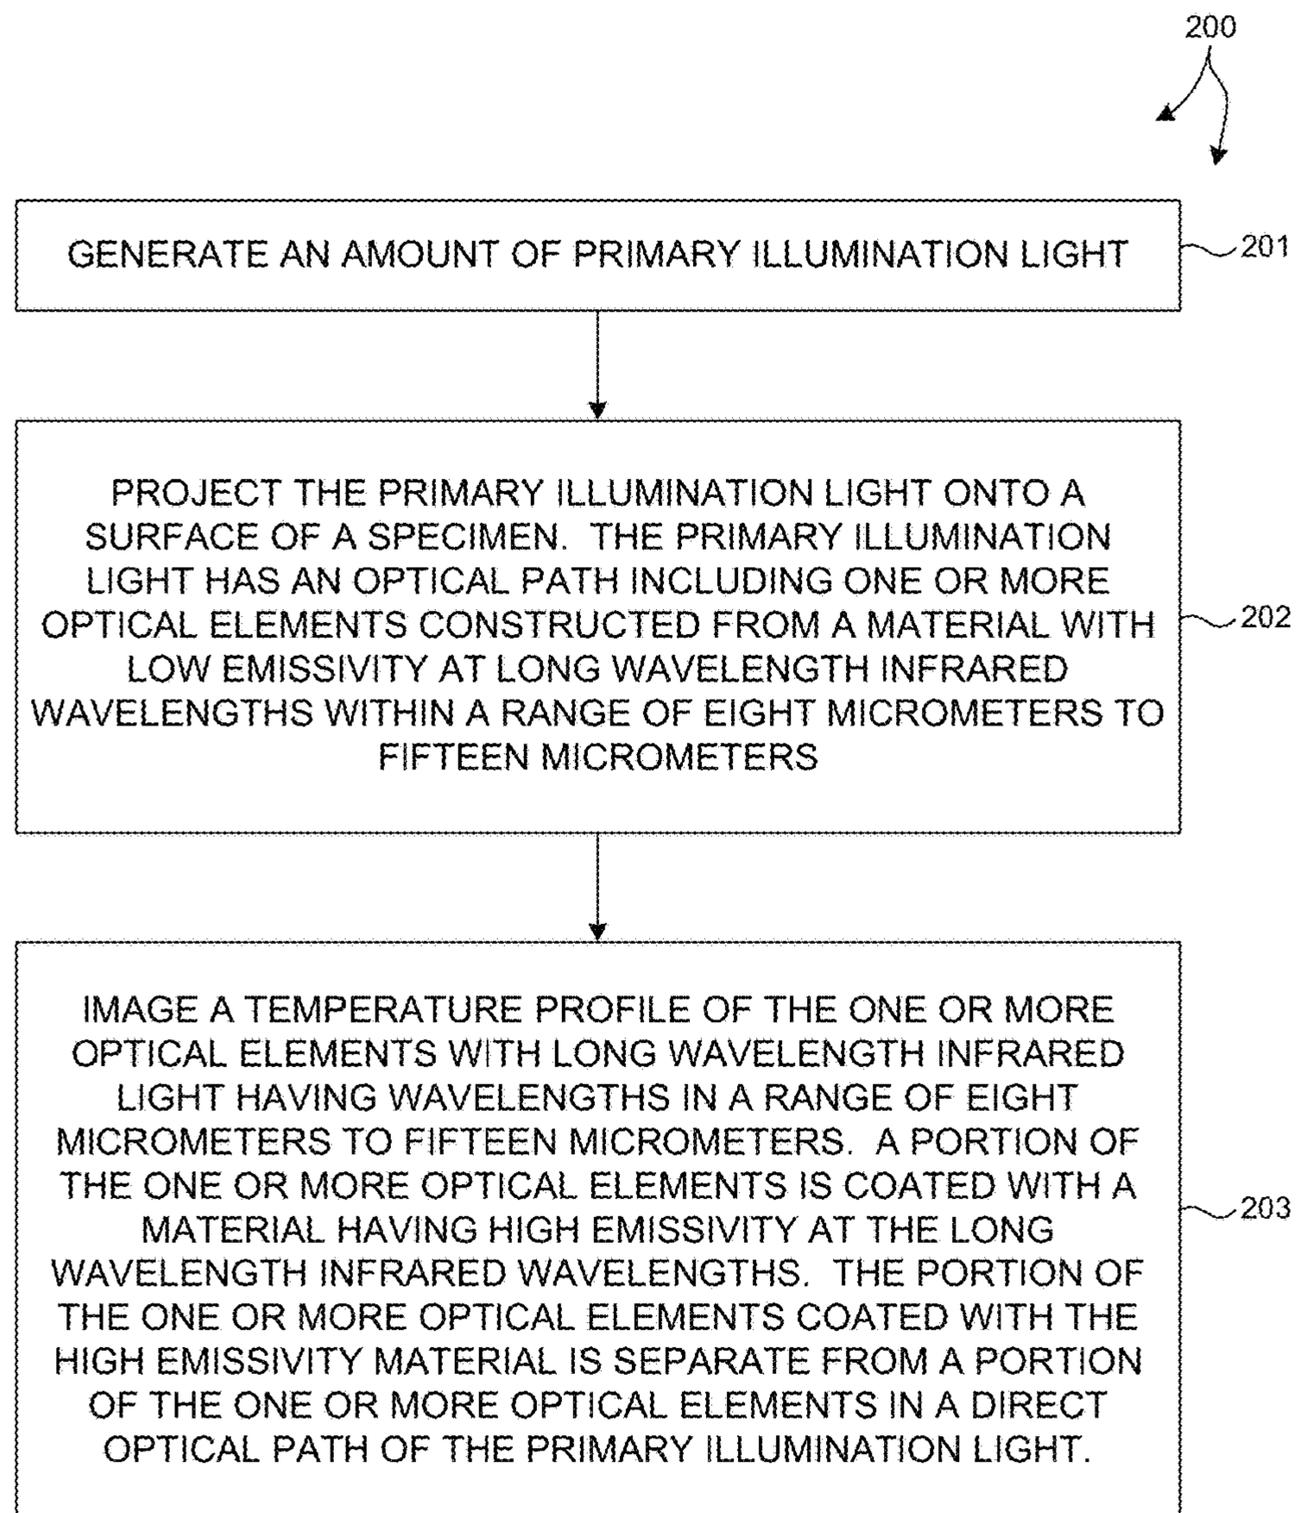 200
GENERATE AN AMOUNT OF PRIMARY ILLUMINATION LIGHT
201
PROJECT THE PRIMARY ILLUMINATION LIGHT ONTO A
SURFACE OF A SPECIMEN. THE PRIMARY ILLUMINATION
LIGHT HAS AN OPTICAL PATH INCLUDING ONE OR MORE
OPTICAL ELEMENTS CONSTRUCTED FROM A MATERIAL WITH
LOW EMISSIVITY AT LONG WAVELENGTH INFRARED
WAVELENGTHS WITHIN A RANGE OF EIGHT MICROMETERS TO
FIFTEEN MICROMETERS
202
IMAGE A TEMPERATURE PROFILE OF THE ONE OR MORE
OPTICAL ELEMENTS WITH LONG WAVELENGTH INFRARED
LIGHT HAVING WAVELENGTHS IN A RANGE OF EIGHT
MICROMETERS TO FIFTEEN MICROMETERS. A PORTION OF
THE ONE OR MORE OPTICAL ELEMENTS IS COATED WITH A
MATERIAL HAVING HIGH EMISSIVITY AT THE LONG
WAVELENGTH INFRARED WAVELENGTHS. THE PORTION OF
THE ONE OR MORE OPTICAL ELEMENTS COATED WITH THE
HIGH EMISSIVITY MATERIAL IS SEPARATE FROM A PORTION
OF THE ONE OR MORE OPTICAL ELEMENTS IN A DIRECT
OPTICAL PATH OF THE PRIMARY ILLUMINATION LIGHT.
203